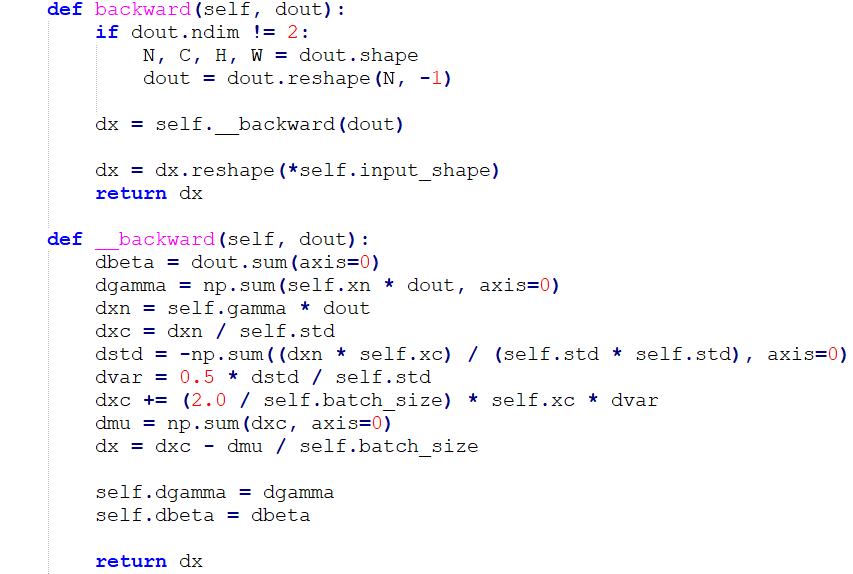 def backward(self, dout):
    if dout.ndim != 2:
        N, C, H, W = dout.shape
        dout = dout.reshape(N, -1)

    dx = self.__backward(dout)

    dx = dx.reshape(*self.input_shape)
    return dx

def __backward(self, dout):
    dbeta = dout.sum(axis=0)
    dgamma = np.sum(self.xn * dout, axis=0)
    dxn = self.gamma * dout
    dxc = dxn / self.std
    dstd = -np.sum((dxn * self.xc) / (self.std * self.std), axis=0)
    dvar = 0.5 * dstd / self.std
    dxc += (2.0 / self.batch_size) * self.xc * dvar
    dmu = np.sum(dxc, axis=0)
    dx = dxc - dmu / self.batch_size

    self.dgamma = dgamma
    self.dbeta = dbeta

    return dx